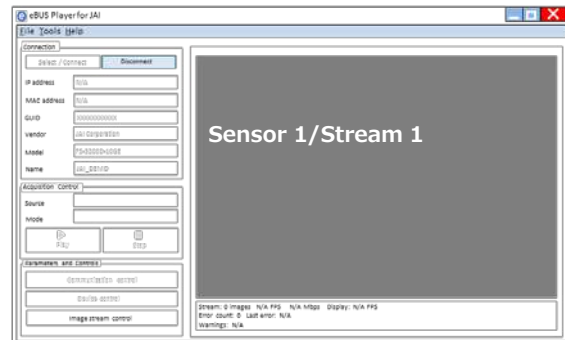 eBUS Player for JAI
File Tools Help
Connection
Select / Connect
Disconnect
IP address
N/A
MAC address
N/A
GUID
Vendor
JAI Corporation
Model
Name
Acquisition Control
Source
Mode
Play
Stop
Parameters and Controls
Communication control
Device control
Image stream control
Sensor 1/Stream 1
Stream: 0 images N/A FPS N/A Mbps Display: N/A FPS
Error count: 0 Last error: N/A
Warnings: N/A